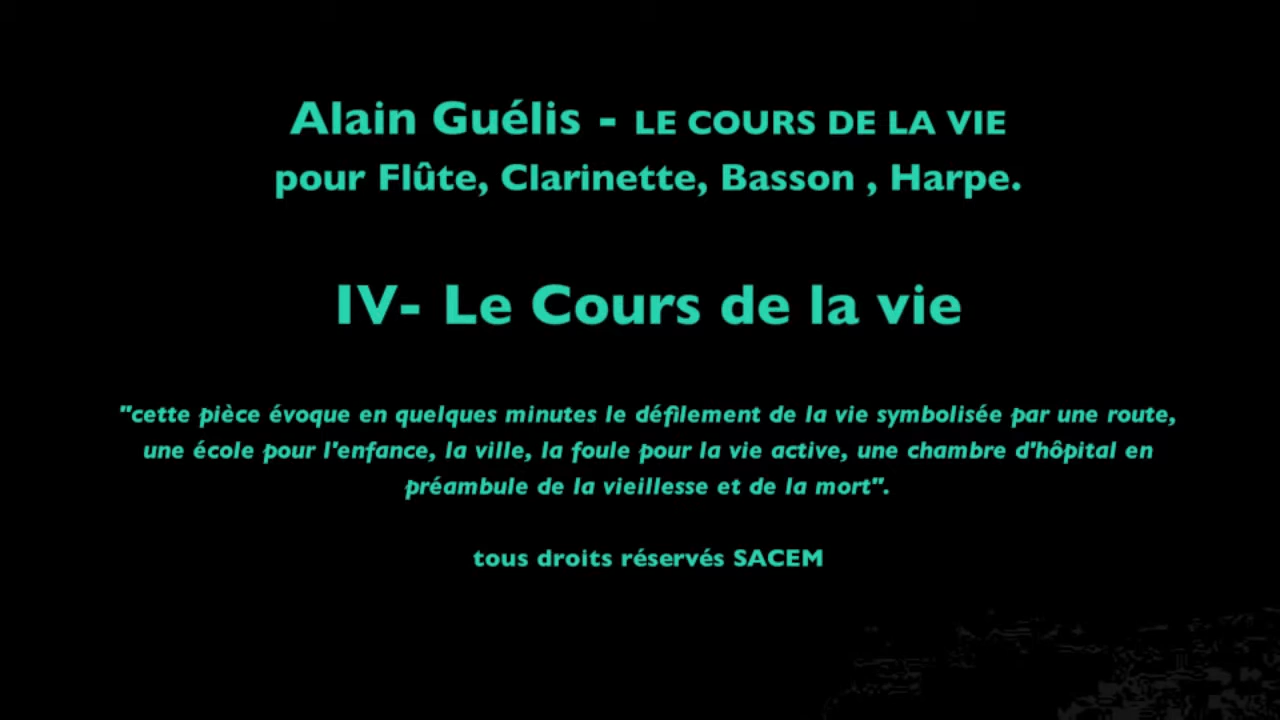 Alain Guélis - LE COURS DE LA VIE
pour Flûte, Clarinette, Basson , Harpe.
IV- Le Cours de la vie
"cette pièce évoque en quelques minutes le défilement de la vie symbolisée par une route,
une école pour l'enfance, la ville, la foule pour la vie active, une chambre d'hôpital en
préambule de la vieillesse et de la mort".
tous droits réservés SACEM